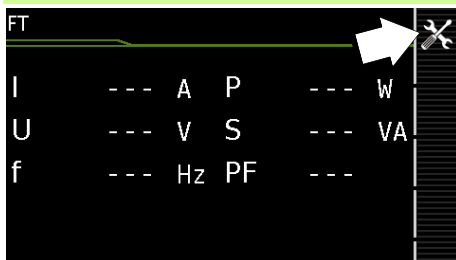 FT
I --- A P --- W
U --- V S --- VA
f --- Hz PF ---